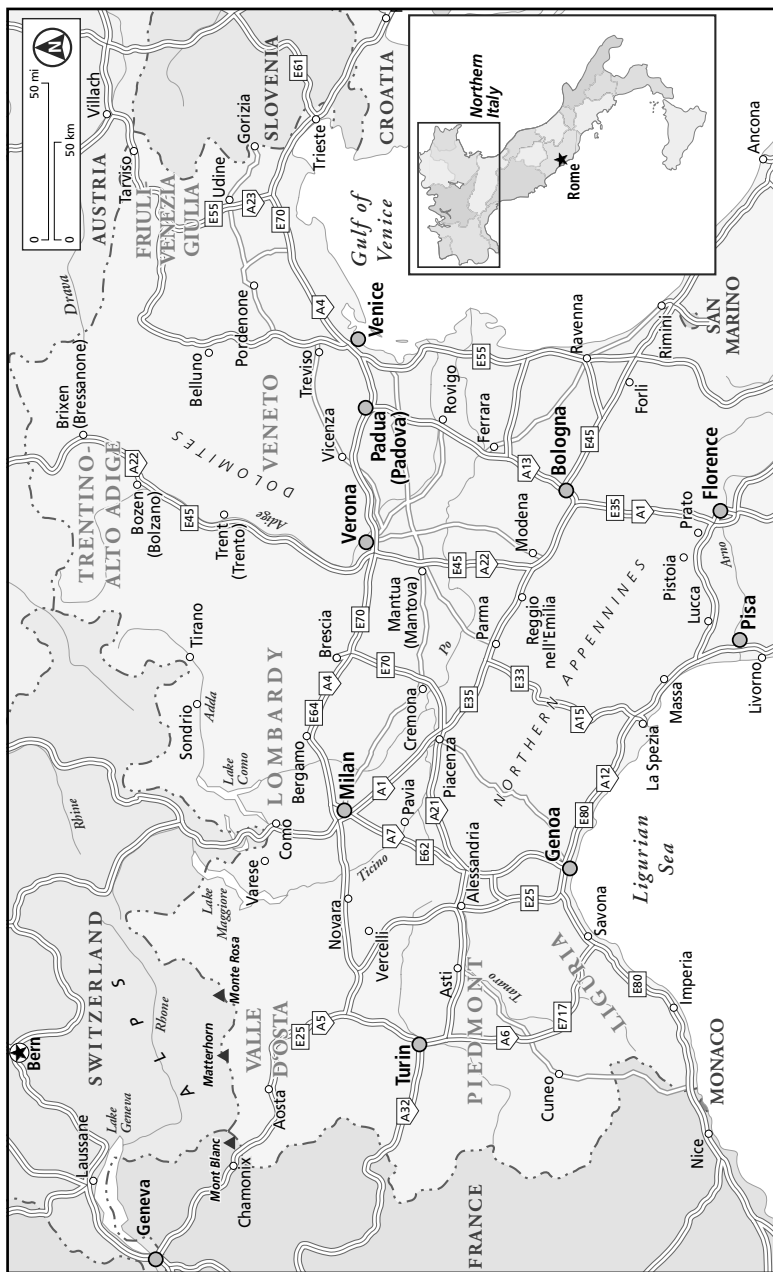 Bern
SWITZERLAND
Rhine
Lausanne
Lake
Geneva
Geneva
Rhone
A L P S
Mont Blanc
Matterhorn
Monte Rosa
Chamonix
Aosta
VALLE
D'OSTA
E25
A5
Lake
Maggiore
Varese
Como
Lake
Como
Sondrio
Adda
Tirano
LOMBARDY
Bergamo
E64
A4
Brescia
E70
Milan
Novara
Vercelli
Ticino
A7
E62
Pavia
A1
A21
Piacenza
Cremona
E70
E35
Po
Mantua
(Mantova)
Parma
FRANCE
A32
Turin
PIEDMONT
Asti
Tanaro
Alessandria
A6
E717
Cuneo
LIGURIA
E25
Genoa
Savona
E80
Imperia
MONACO
Nice
Ligurian
Sea
E80
A12
La Spezia
A15
E33
NORTHERN APPENNINES
Massa
Lucca
Pisa
Livorno
Pistoia
Prato
Arno
Florence
E35
A1
Reggio
nell'Emilia
Modena
E45
A22
Bologna
A13
E45
Ferrara
Rovigo
Ravenna
Forlì
Rimini
SAN
MARINO
Ancona
E55
TRENTINO-
ALTO ADIGE
Brixen
(Bressanone)
A22
Bozen
(Bolzano)
E45
Trent
(Trento)
Adige
DOLOMITES
VENETO
Verona
Vicenza
Padua
(Padova)
Treviso
Venice
Belluno
Pordenone
A4
E70
Gulf of
Venice
AUSTRIA
Drava
Villach
Tarviso
FRIULI
VENEZIA
GIULIA
Udine
E55
A23
Gorizia
SLOVENIA
E61
Trieste
CROATIA
0 50 mi
0 50 km
N
Northern
Italy
Rome